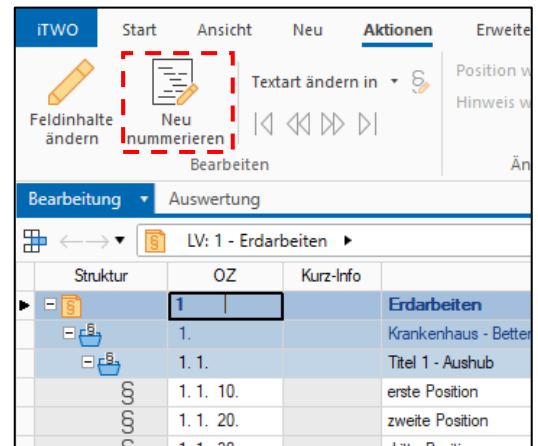 iTWO Start Ansicht Neu Aktionen Erweite
Feldinhalte ändern
Neu nummerieren
Textart ändern in
Position w
Hinweis w
Bearbeiten
Än
Bearbeitung Auswertung
LV: 1 - Erdarbeiten
Struktur OZ Kurz-Info
1 Erdarbeiten
1. Krankenhaus - Better
1. 1. Titel 1 - Aushub
§ 1. 1. 10. erste Position
§ 1. 1. 20. zweite Position